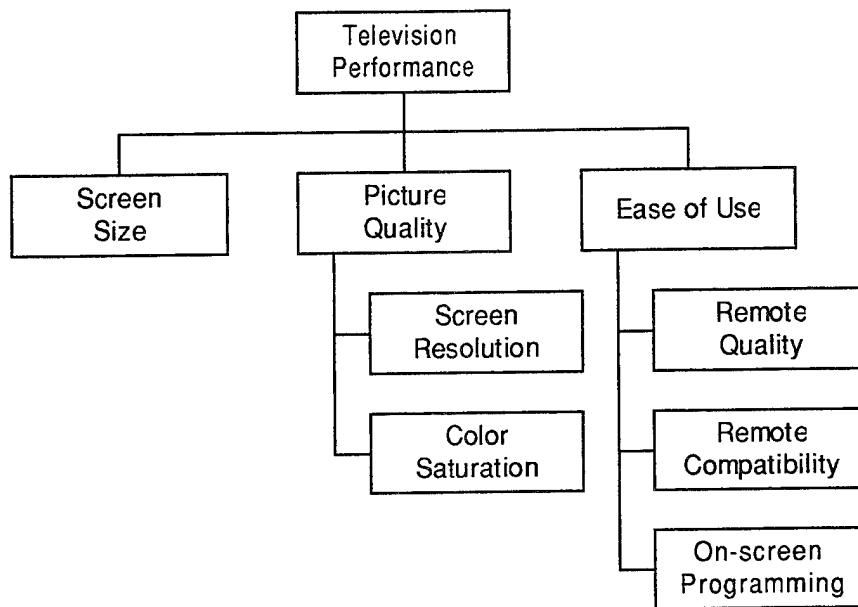 Television
Performance
Screen
Size
Picture
Quality
Ease of Use
Screen
Resolution
Color
Saturation
Remote
Quality
Remote
Compatibility
On-screen
Programming